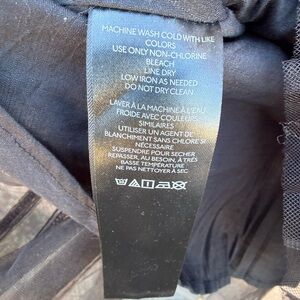 MACHINE WASH COLD WITH LIKE
COLORS
USE ONLY NON-CHLORINE
BLEACH
LINE DRY
LOW IRON AS NEEDED
DO NOT DRY CLEAN
LAVER À LA MACHINE À L'EAU
FROIDE AVEC COULEURS
SIMILAIRES
UTILISER UN AGENT DE
BLANCHIMENT SANS CHLORE SI
NÉCESSAIRE
SUSPENDRE POUR SÉCHER
REPASSER, AU BESOIN, À TRÈS
BASSE TEMPÉRATURE
NE PAS NETTOYER À SEC